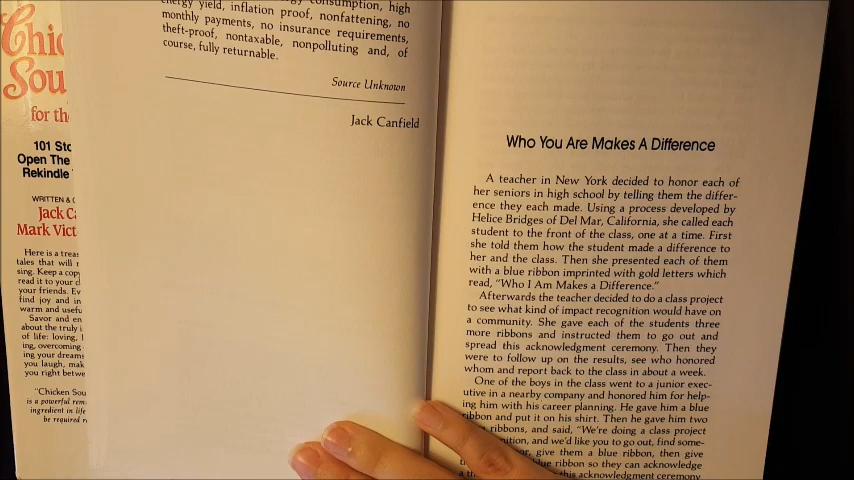 Chic
Sou
for th
101 Sto
Open The
Rekindle
WRITTEN & C
Jack Ca
Mark Vict
Here is a treas
tales that will r
sing. Keep a cop
read it to your c
your friends. Ev
find joy and in
warm and usefu
Savor and en
about the truly i
of life: loving, l
ing, overcoming
ing your dreams
you laugh, mak
you right betwe
"Chicken Sou
is a powerful rem
ingredient in life
be required r
energy yield, inflation proof, nonfattening, no
monthly payments, no insurance requirements,
theft-proof, nontaxable, nonpolluting and, of
course, fully returnable.
Source Unknown
Jack Canfield
Who You Are Makes A Difference
A teacher in New York decided to honor each of
her seniors in high school by telling them the differ-
ence they each made. Using a process developed by
Helice Bridges of Del Mar, California, she called each
student to the front of the class, one at a time. First
she told them how the student made a difference to
her and the class. Then she presented each of them
with a blue ribbon imprinted with gold letters which
read, "Who I Am Makes a Difference."
Afterwards the teacher decided to do a class project
to see what kind of impact recognition would have on
a community. She gave each of the students three
more ribbons and instructed them to go out and
spread this acknowledgment ceremony. Then they
were to follow up on the results, see who honored
whom and report back to the class in about a week.
One of the boys in the class went to a junior exec-
utive in a nearby company and honored him for help-
ing him with his career planning. He gave him a blue
ribbon and put it on his shirt. Then he gave him two
ribbons, and said, "We're doing a class project
nition, and we'd like you to go out, find some-
or, give them a blue ribbon, then give
blue ribbon so they can acknowledge
this acknowledgment ceremony